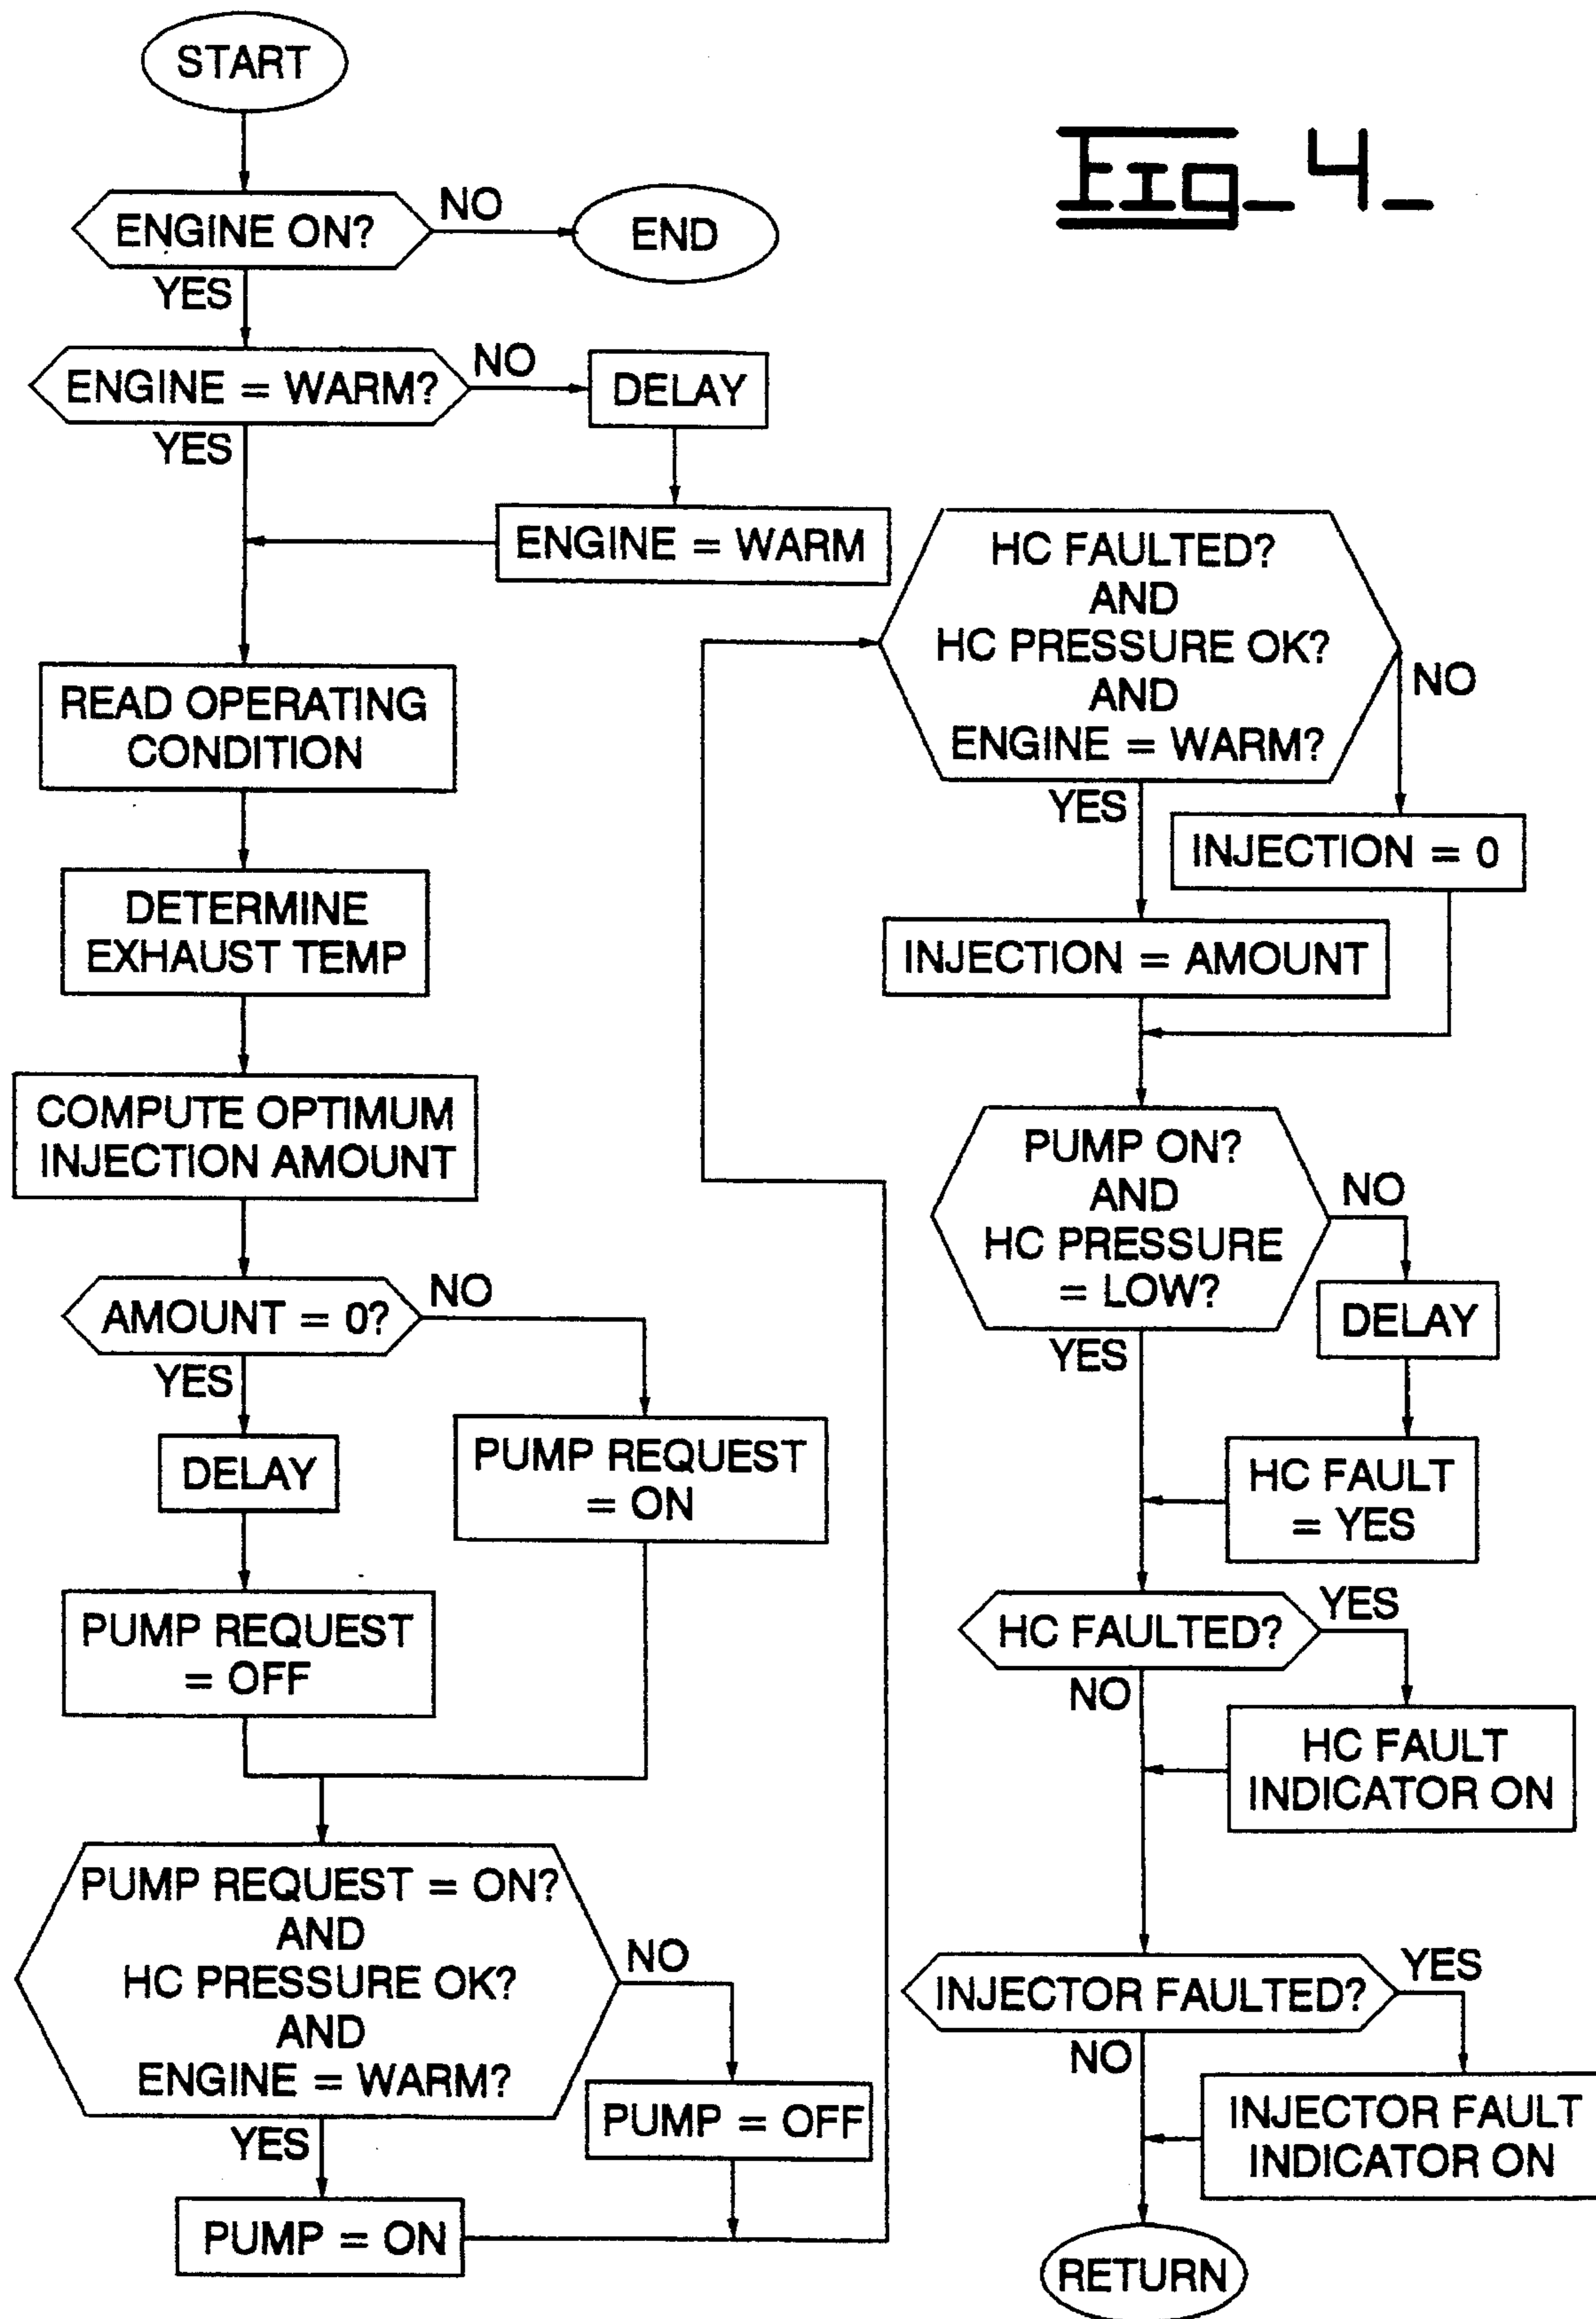 START
Fig_4_
ENGINE ON?
NO
END
YES
ENGINE = WARM?
NO
DELAY
YES
ENGINE = WARM
READ OPERATING
CONDITION
DETERMINE
EXHAUST TEMP
COMPUTE OPTIMUM
INJECTION AMOUNT
AMOUNT = 0?
NO
YES
DELAY
PUMP REQUEST
= ON
PUMP REQUEST
= OFF
PUMP REQUEST = ON?
AND
HC PRESSURE OK?
AND
ENGINE = WARM?
NO
PUMP = OFF
YES
PUMP = ON
HC FAULTED?
AND
HC PRESSURE OK?
AND
ENGINE = WARM?
NO
YES
INJECTION = 0
INJECTION = AMOUNT
PUMP ON?
AND
HC PRESSURE
= LOW?
NO
DELAY
YES
HC FAULT
= YES
HC FAULTED?
YES
NO
HC FAULT
INDICATOR ON
INJECTOR FAULTED?
YES
NO
INJECTOR FAULT
INDICATOR ON
RETURN